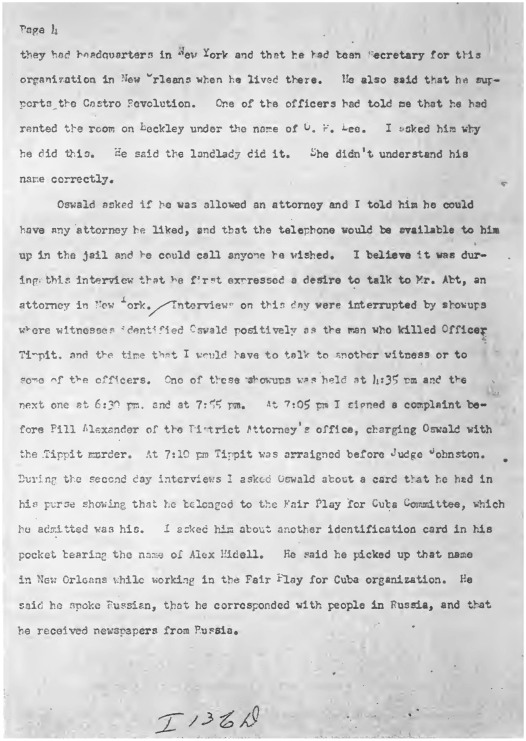 Page 4
they had headquarters in New York and that he had been Secretary for this
organization in New Orleans when he lived there. He also said that he sup-
ports the Castro Revolution. One of the officers had told me that he had
rented the room on Beckley under the name of O. F. Lee. I asked him why
he did this. He said the landlady did it. She didn't understand his
name correctly.
Oswald asked if he was allowed an attorney and I told him he could
have any attorney he liked, and that the telephone would be available to him
up in the jail and he could call anyone he wished. I believe it was dur-
ing this interview that he first expressed a desire to talk to Mr. Abt, an
attorney in New York. Interviews on this day were interrupted by showups
where witnesses identified Oswald positively as the man who killed Officer
Tippit. and the time that I would have to talk to another witness or to
some of the officers. One of these showups was held at 4:35 pm and the
next one at 6:30 pm. and at 7:55 pm. At 7:05 pm I signed a complaint be-
fore Bill Alexander of the District Attorney's office, charging Oswald with
the Tippit murder. At 7:10 pm Tippit was arraigned before Judge Johnston.
During the second day interviews I asked Oswald about a card that he had in
his purse showing that he belonged to the Fair Play for Cuba Committee, which
he admitted was his. I asked him about another identification card in his
pocket bearing the name of Alex Hidell. He said he picked up that name
in New Orleans while working in the Fair Play for Cuba organization. He
said he spoke Russian, that he corresponded with people in Russia, and that
he received newspapers from Russia.
I 136D